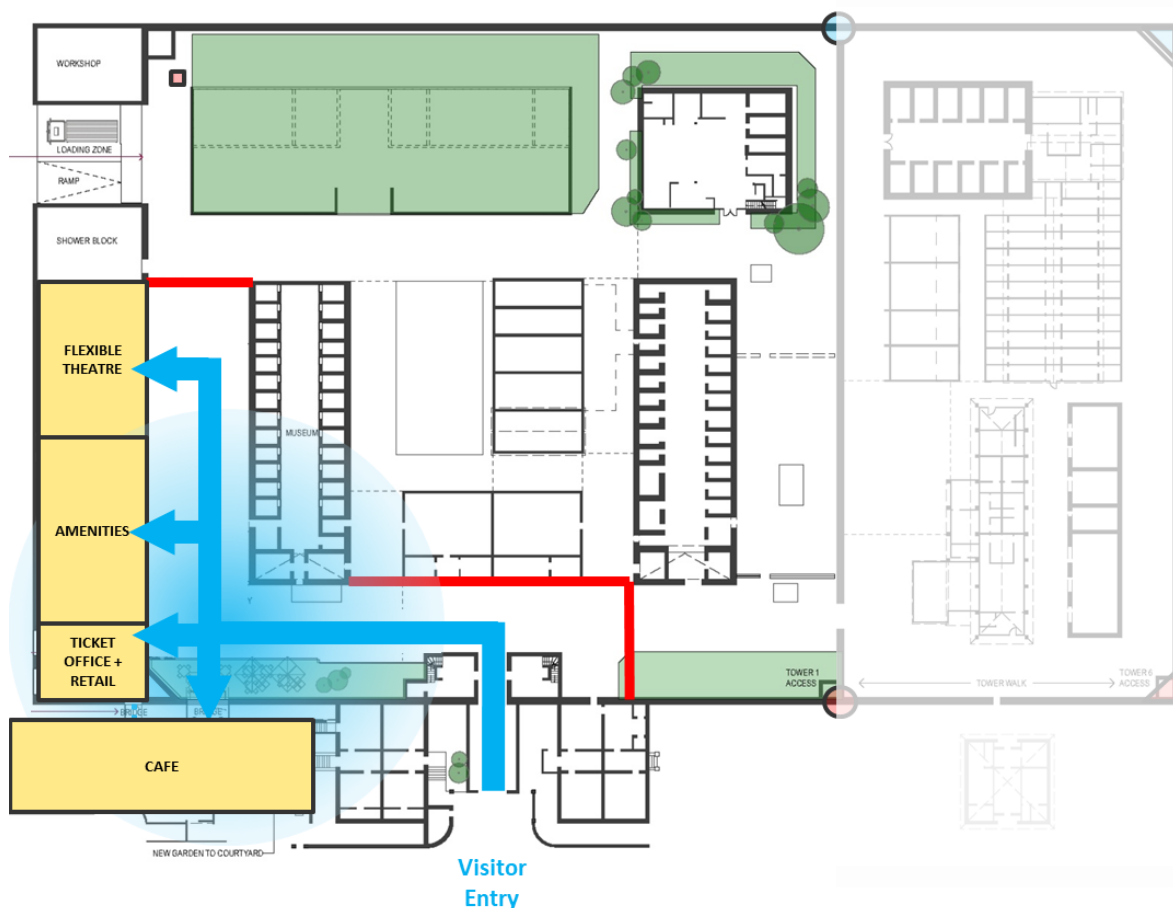 WORKSHOP
LOADING ZONE
RAMP
SHOWER BLOCK
FLEXIBLE
THEATRE
MUSEUM
AMENITIES
TICKET
OFFICE +
RETAIL
TOWER 1
ACCESS
TOWER WALK
TOWER 6
ACCESS
BRIDGE
BRIDGE
CAFE
NEW GARDEN TO COURTYARD
Visitor
Entry